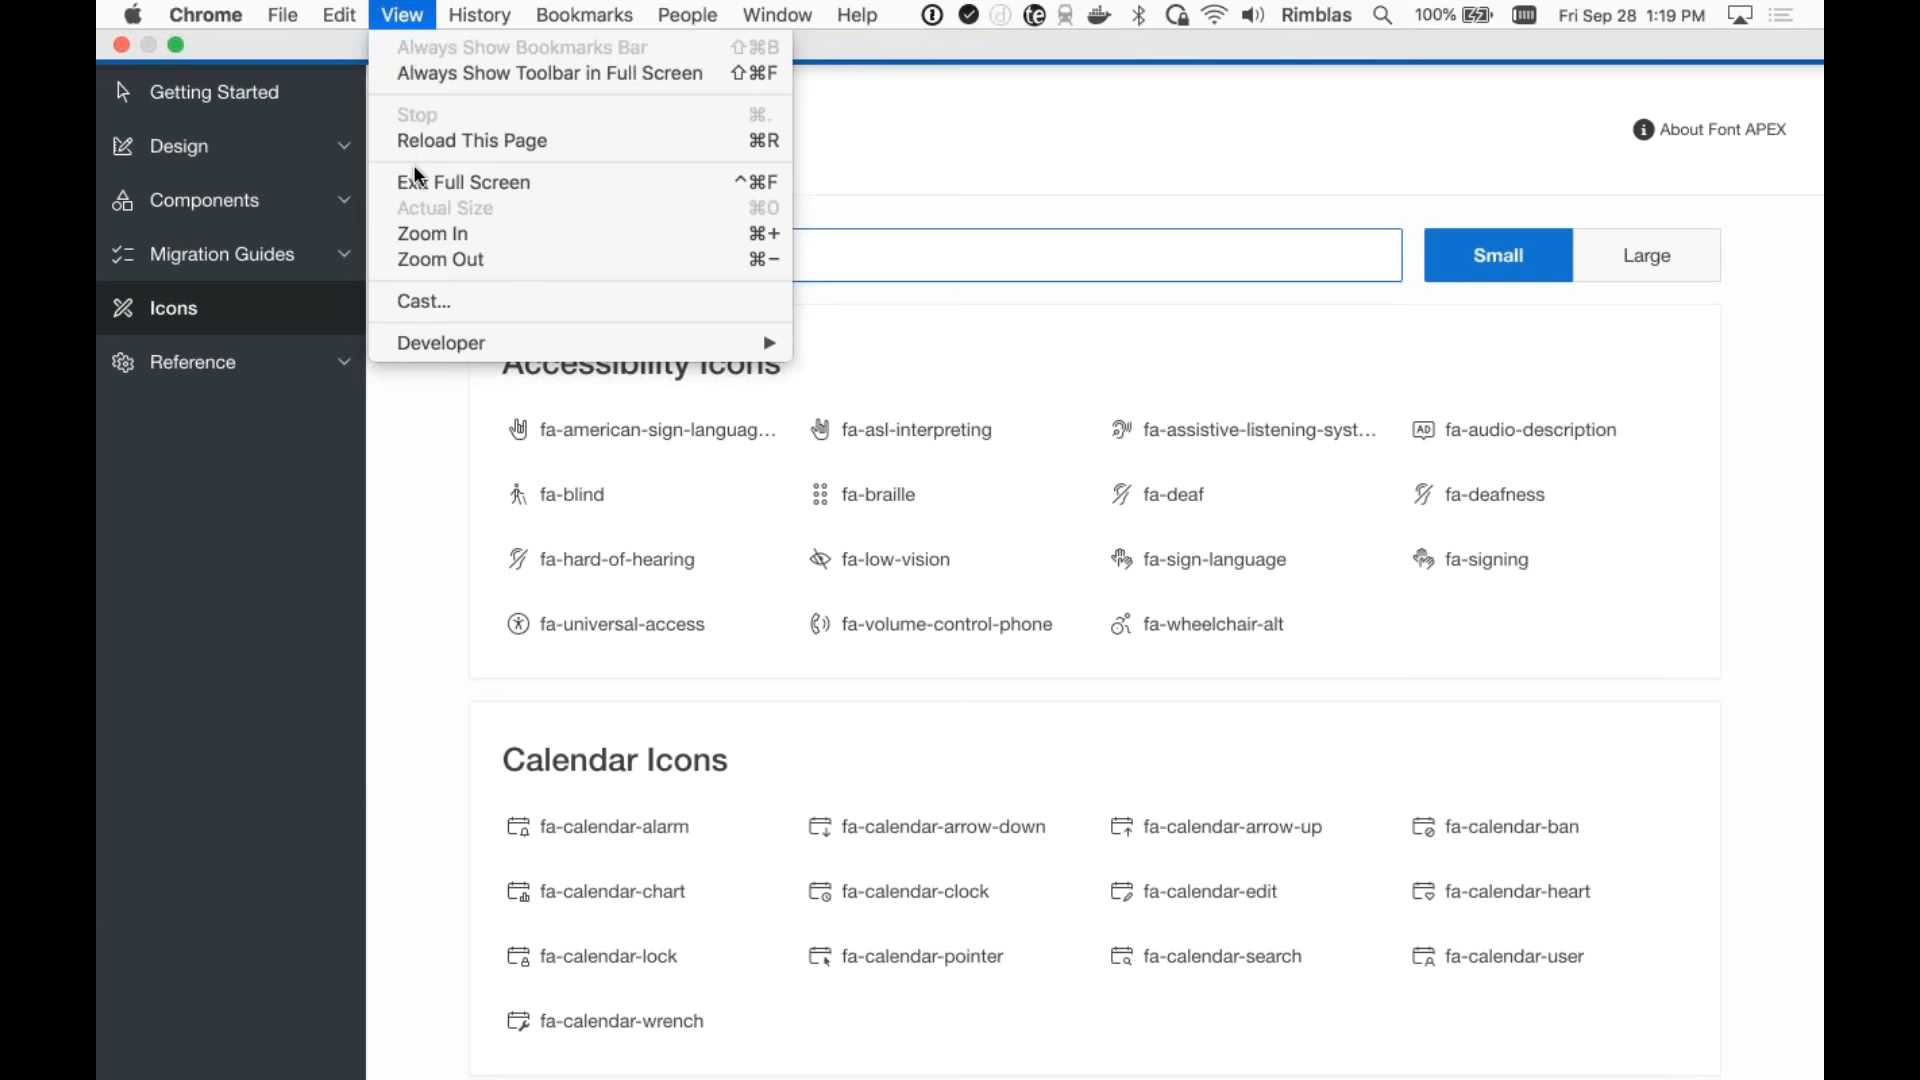 Chrome File Edit View History Bookmarks People Window Help Rimblas 100% Fri Sep 28 1:19 PM
Always Show Bookmarks Bar ⇧⌘B
Always Show Toolbar in Full Screen ⇧⌘F
Stop ⌘.
Reload This Page ⌘R
Exit Full Screen ^⌘F
Actual Size ⌘0
Zoom In ⌘+
Zoom Out ⌘−
Cast...
Developer
Getting Started
Design
Components
Migration Guides
Icons
Reference
About Font APEX
Small Large
Accessibility Icons
fa-american-sign-languag... fa-asl-interpreting fa-assistive-listening-syst... AD fa-audio-description
fa-blind fa-braille fa-deaf fa-deafness
fa-hard-of-hearing fa-low-vision fa-sign-language fa-signing
fa-universal-access fa-volume-control-phone fa-wheelchair-alt
Calendar Icons
fa-calendar-alarm fa-calendar-arrow-down fa-calendar-arrow-up fa-calendar-ban
fa-calendar-chart fa-calendar-clock fa-calendar-edit fa-calendar-heart
fa-calendar-lock fa-calendar-pointer fa-calendar-search fa-calendar-user
fa-calendar-wrench